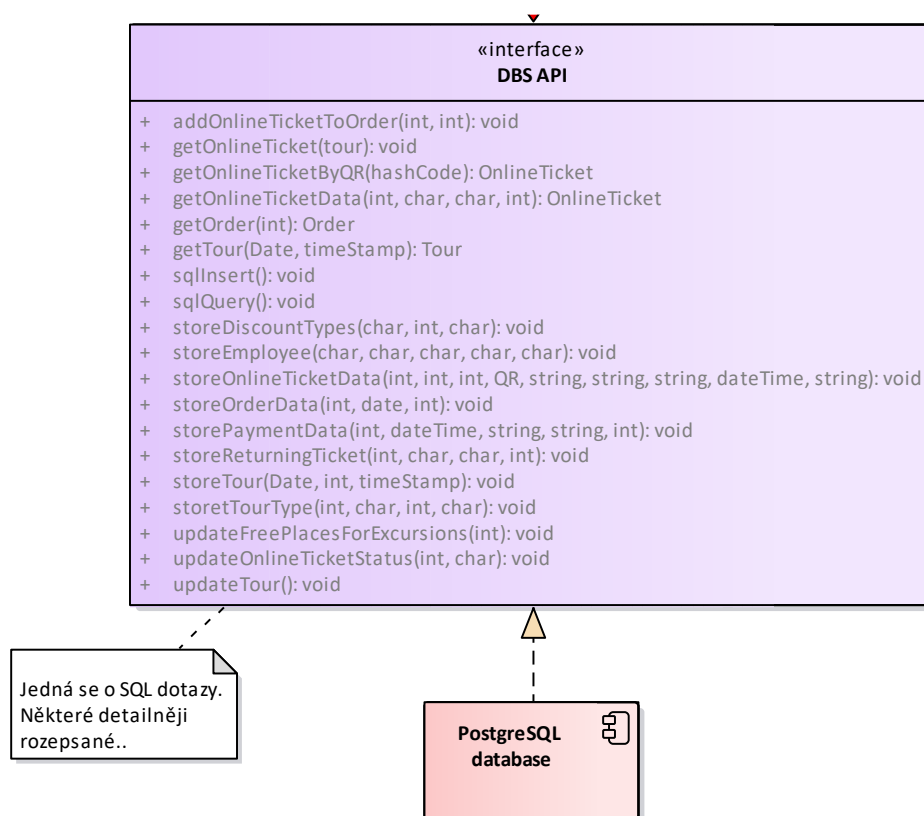 «interface»
DBS API
+ addOnlineTicketToOrder(int, int): void
+ getOnlineTicket(tour): void
+ getOnlineTicketByQR(hashCode): OnlineTicket
+ getOnlineTicketData(int, char, char, int): OnlineTicket
+ getOrder(int): Order
+ getTour(Date, timeStamp): Tour
+ sqlInsert(): void
+ sqlQuery(): void
+ storeDiscountTypes(char, int, char): void
+ storeEmployee(char, char, char, char, char): void
+ storeOnlineTicketData(int, int, int, QR, string, string, string, dateTime, string): void
+ storeOrderData(int, date, int): void
+ storePaymentData(int, dateTime, string, string, int): void
+ storeReturningTicket(int, char, char, int): void
+ storeTour(Date, int, timeStamp): void
+ storetTourType(int, char, int, char): void
+ updateFreePlacesForExcursions(int): void
+ updateOnlineTicketStatus(int, char): void
+ updateTour(): void
Jedná se o SQL dotazy.
Některé detailněji
rozepsané..
PostgreSQL
database